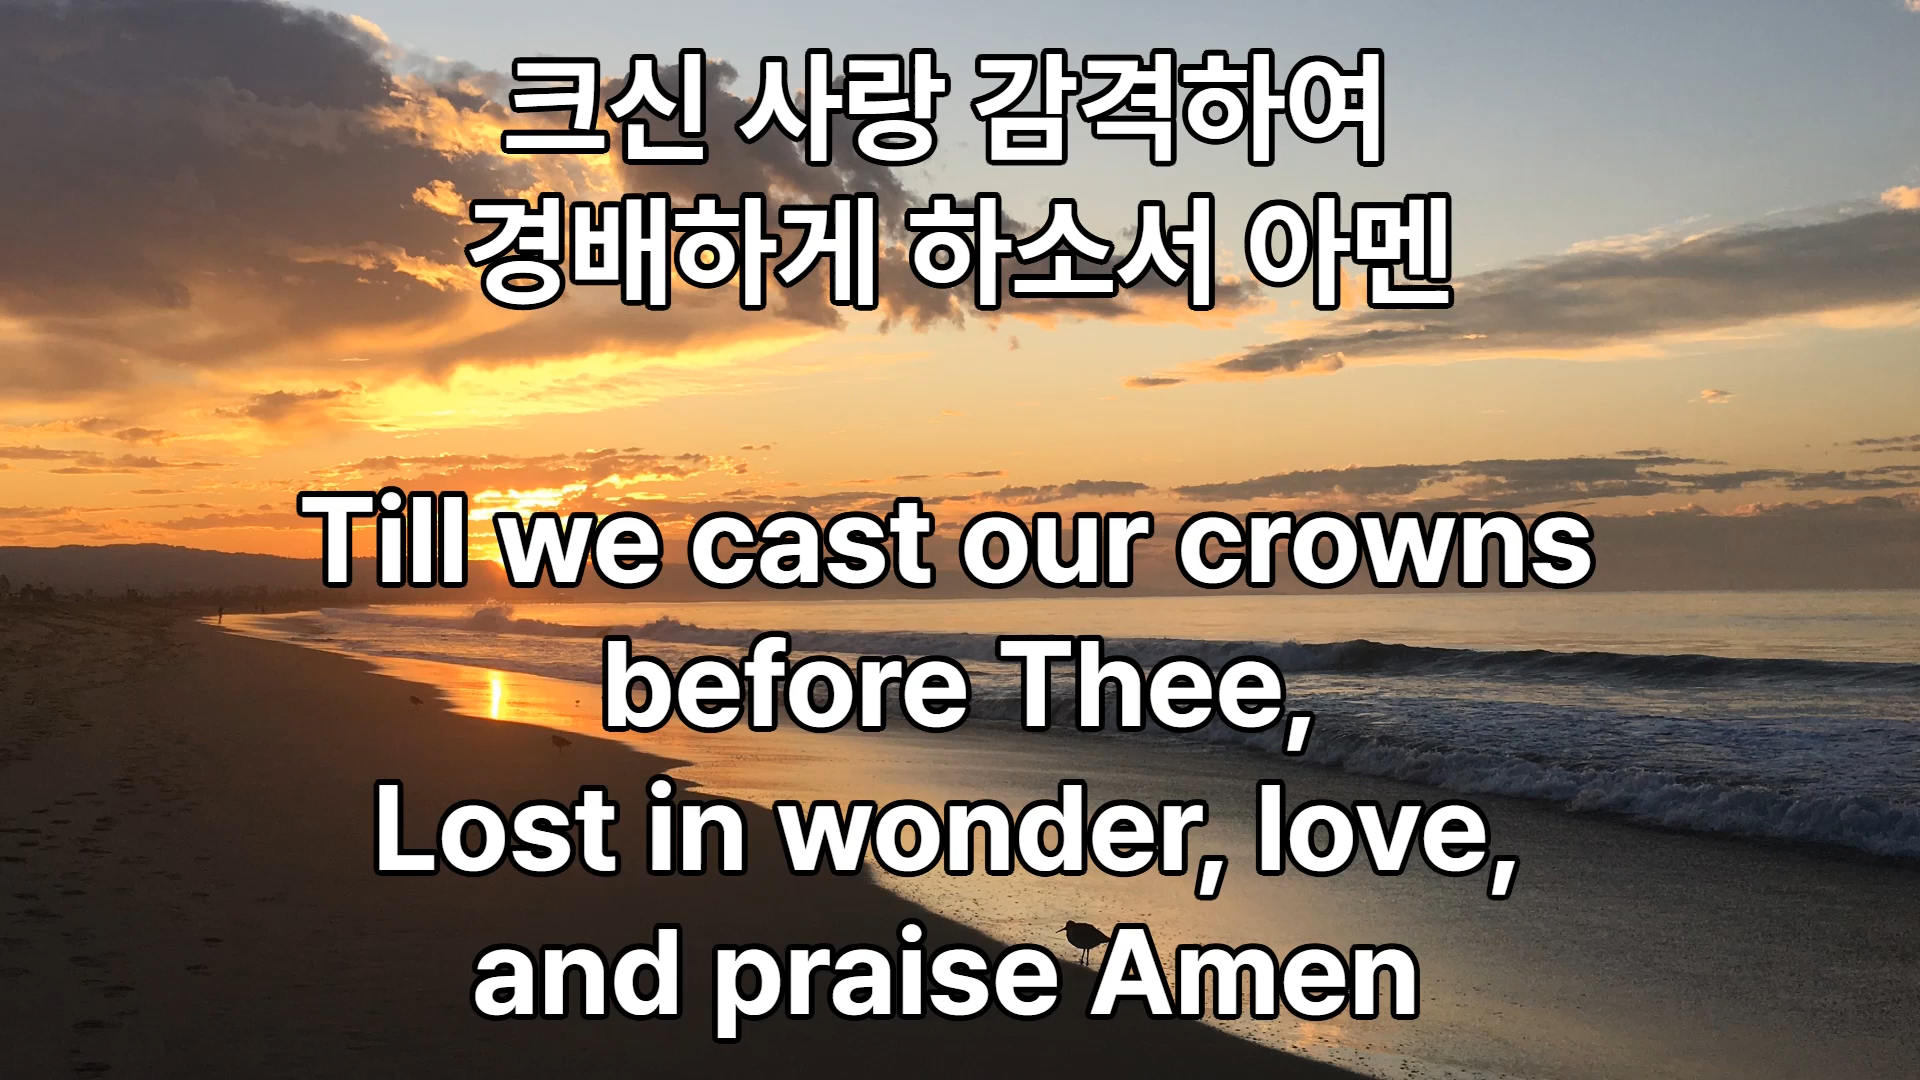 크신 사랑 감격하여
경배하게 하소서 아멘
Till we cast our crowns
before Thee,
Lost in wonder, love,
and praise Amen